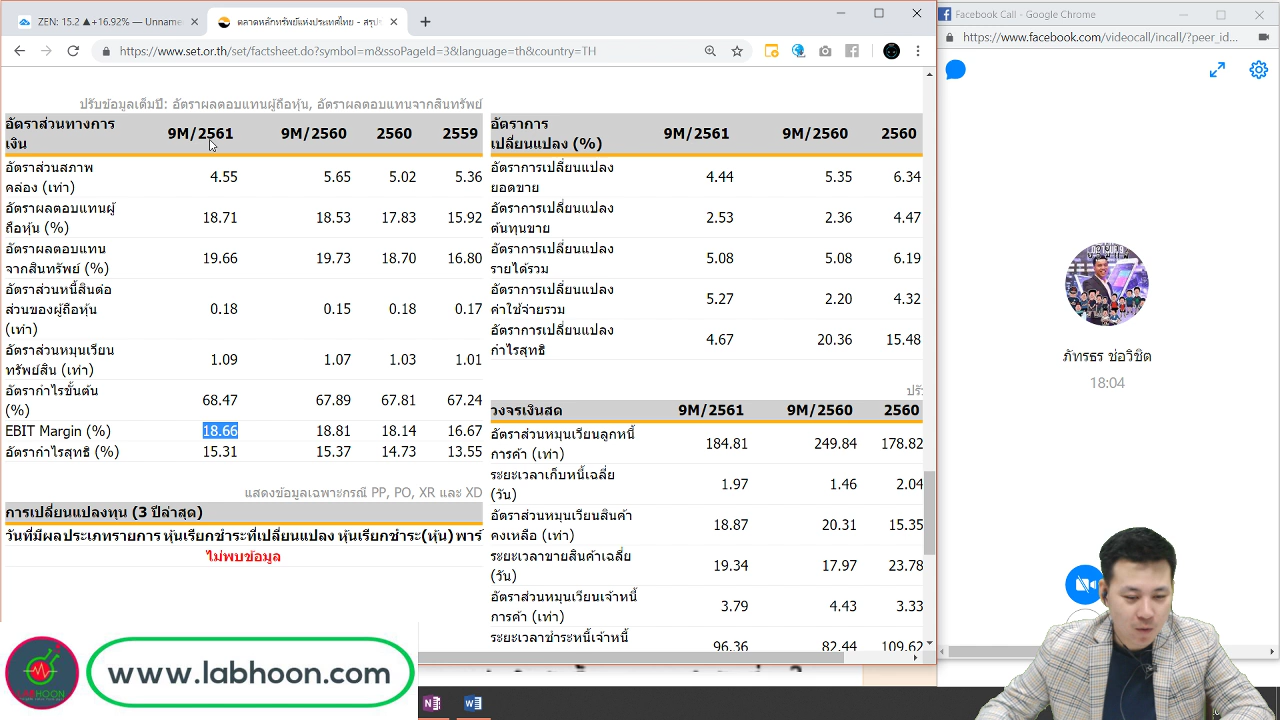 ZEN: 15.2 ▲+16.92% — Unname
ตลาดหลักทรัพย์แห่งประเทศไทย - สรุป
Facebook Call - Google Chrome
https://www.set.or.th/set/factsheet.do?symbol=m&ssoPageId=3&language=th&country=TH
https://www.facebook.com/videocall/incall/?peer_id...
ปรับข้อมูลเต็มปี: อัตราผลตอบแทนผู้ถือหุ้น, อัตราผลตอบแทนจากสินทรัพย์
อัตราส่วนทางการ
เงิน 9M/2561 9M/2560 2560 2559
อัตราส่วนสภาพ
คล่อง (เท่า) 4.55 5.65 5.02 5.36
อัตราผลตอบแทนผู้
ถือหุ้น (%) 18.71 18.53 17.83 15.92
อัตราผลตอบแทน
จากสินทรัพย์ (%) 19.66 19.73 18.70 16.80
อัตราส่วนหนี้สินต่อ
ส่วนของผู้ถือหุ้น 0.18 0.15 0.18 0.17
(เท่า)
อัตราส่วนหมุนเวียน
ทรัพย์สิน (เท่า) 1.09 1.07 1.03 1.01
อัตรากำไรขั้นต้น
(%) 68.47 67.89 67.81 67.24
EBIT Margin (%) 18.66 18.81 18.14 16.67
อัตรากำไรสุทธิ (%) 15.31 15.37 14.73 13.55
แสดงข้อมูลเฉพาะกรณี PP, PO, XR และ XD
การเปลี่ยนแปลงทุน (3 ปีล่าสุด)
วันที่มีผล ประเภทรายการ หุ้นเรียกชำระที่เปลี่ยนแปลง หุ้นเรียกชำระ(หุ้น) พาร์
ไม่พบข้อมูล
อัตราการ
เปลี่ยนแปลง (%) 9M/2561 9M/2560 2560
อัตราการเปลี่ยนแปลง
ยอดขาย 4.44 5.35 6.34
อัตราการเปลี่ยนแปลง
ต้นทุนขาย 2.53 2.36 4.47
อัตราการเปลี่ยนแปลง
รายได้รวม 5.08 5.08 6.19
อัตราการเปลี่ยนแปลง
ค่าใช้จ่ายรวม 5.27 2.20 4.32
อัตราการเปลี่ยนแปลง
กำไรสุทธิ 4.67 20.36 15.48
ปรั
วงจรเงินสด 9M/2561 9M/2560 2560
อัตราส่วนหมุนเวียนลูกหนี้
การค้า (เท่า) 184.81 249.84 178.82
ระยะเวลาเก็บหนี้เฉลี่ย
(วัน) 1.97 1.46 2.04
อัตราส่วนหมุนเวียนสินค้า
คงเหลือ (เท่า) 18.87 20.31 15.35
ระยะเวลาขายสินค้าเฉลี่ย
(วัน) 19.34 17.97 23.78
อัตราส่วนหมุนเวียนเจ้าหนี้
การค้า (เท่า) 3.79 4.43 3.33
ระยะเวลาชำระหนี้เจ้าหนี้
96.36 82.44 109.62
ภัทรธร ช่อวิชิต
18:04
LABHOON
www.labhoon.com